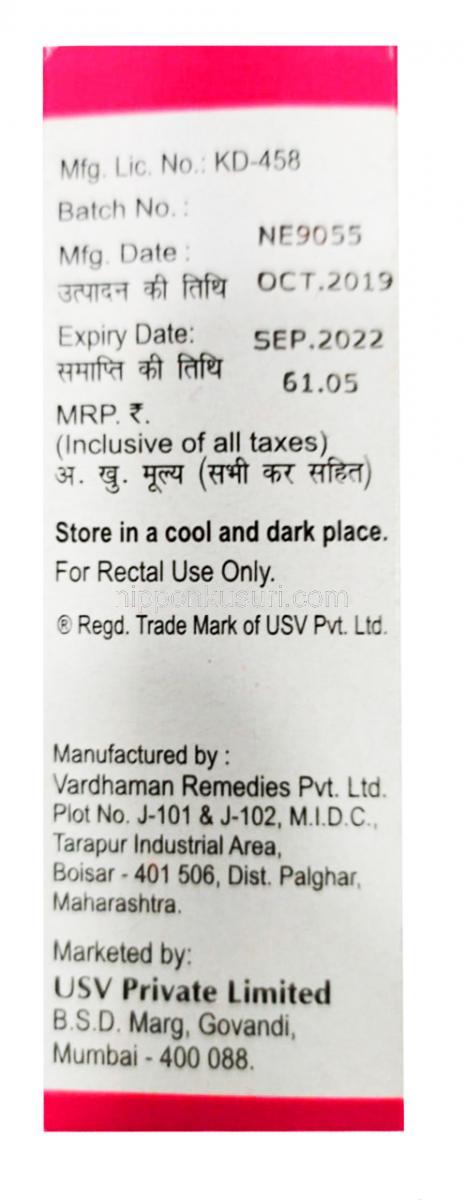 Mfg. Lic. No.: KD-458
Batch No. :
NE9055
Mfg. Date :
उत्पादन की तिथि OCT.2019
Expiry Date: SEP.2022
समाप्ति की तिथि
61.05
MRP. ₹.
(Inclusive of all taxes)
अ. खु. मूल्य (सभी कर सहित)
Store in a cool and dark place.
For Rectal Use Only.
nipponkusuri.com
® Regd. Trade Mark of USV Pvt. Ltd.
Manufactured by :
Vardhaman Remedies Pvt. Ltd.
Plot No. J-101 & J-102, M.I.D.C.,
Tarapur Industrial Area,
Boisar - 401 506, Dist. Palghar,
Maharashtra.
Marketed by:
USV Private Limited
B.S.D. Marg, Govandi,
Mumbai - 400 088.